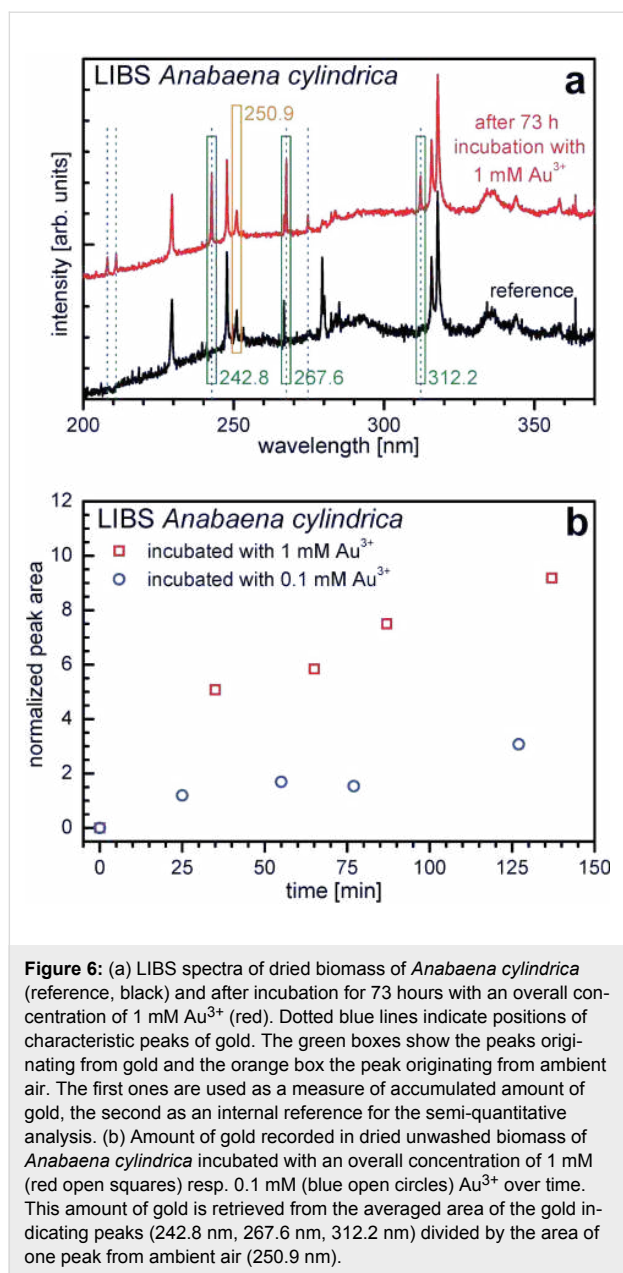 LIBS Anabaena cylindrica
a
250.9
after 73 h
incubation with
1 mM Au³⁺
reference
242.8
267.6
312.2
intensity [arb. units]
200
250
300
350
wavelength [nm]
LIBS Anabaena cylindrica
b
incubated with 1 mM Au³⁺
incubated with 0.1 mM Au³⁺
normalized peak area
12
10
8
6
4
2
0
0
25
50
75
100
125
150
time [min]
Figure 6: (a) LIBS spectra of dried biomass of Anabaena cylindrica
(reference, black) and after incubation for 73 hours with an overall con-
centration of 1 mM Au³⁺ (red). Dotted blue lines indicate positions of
characteristic peaks of gold. The green boxes show the peaks origi-
nating from gold and the orange box the peak originating from ambient
air. The first ones are used as a measure of accumulated amount of
gold, the second as an internal reference for the semi-quantitative
analysis. (b) Amount of gold recorded in dried unwashed biomass of
Anabaena cylindrica incubated with an overall concentration of 1 mM
(red open squares) resp. 0.1 mM (blue open circles) Au³⁺ over time.
This amount of gold is retrieved from the averaged area of the gold in-
dicating peaks (242.8 nm, 267.6 nm, 312.2 nm) divided by the area of
one peak from ambient air (250.9 nm).